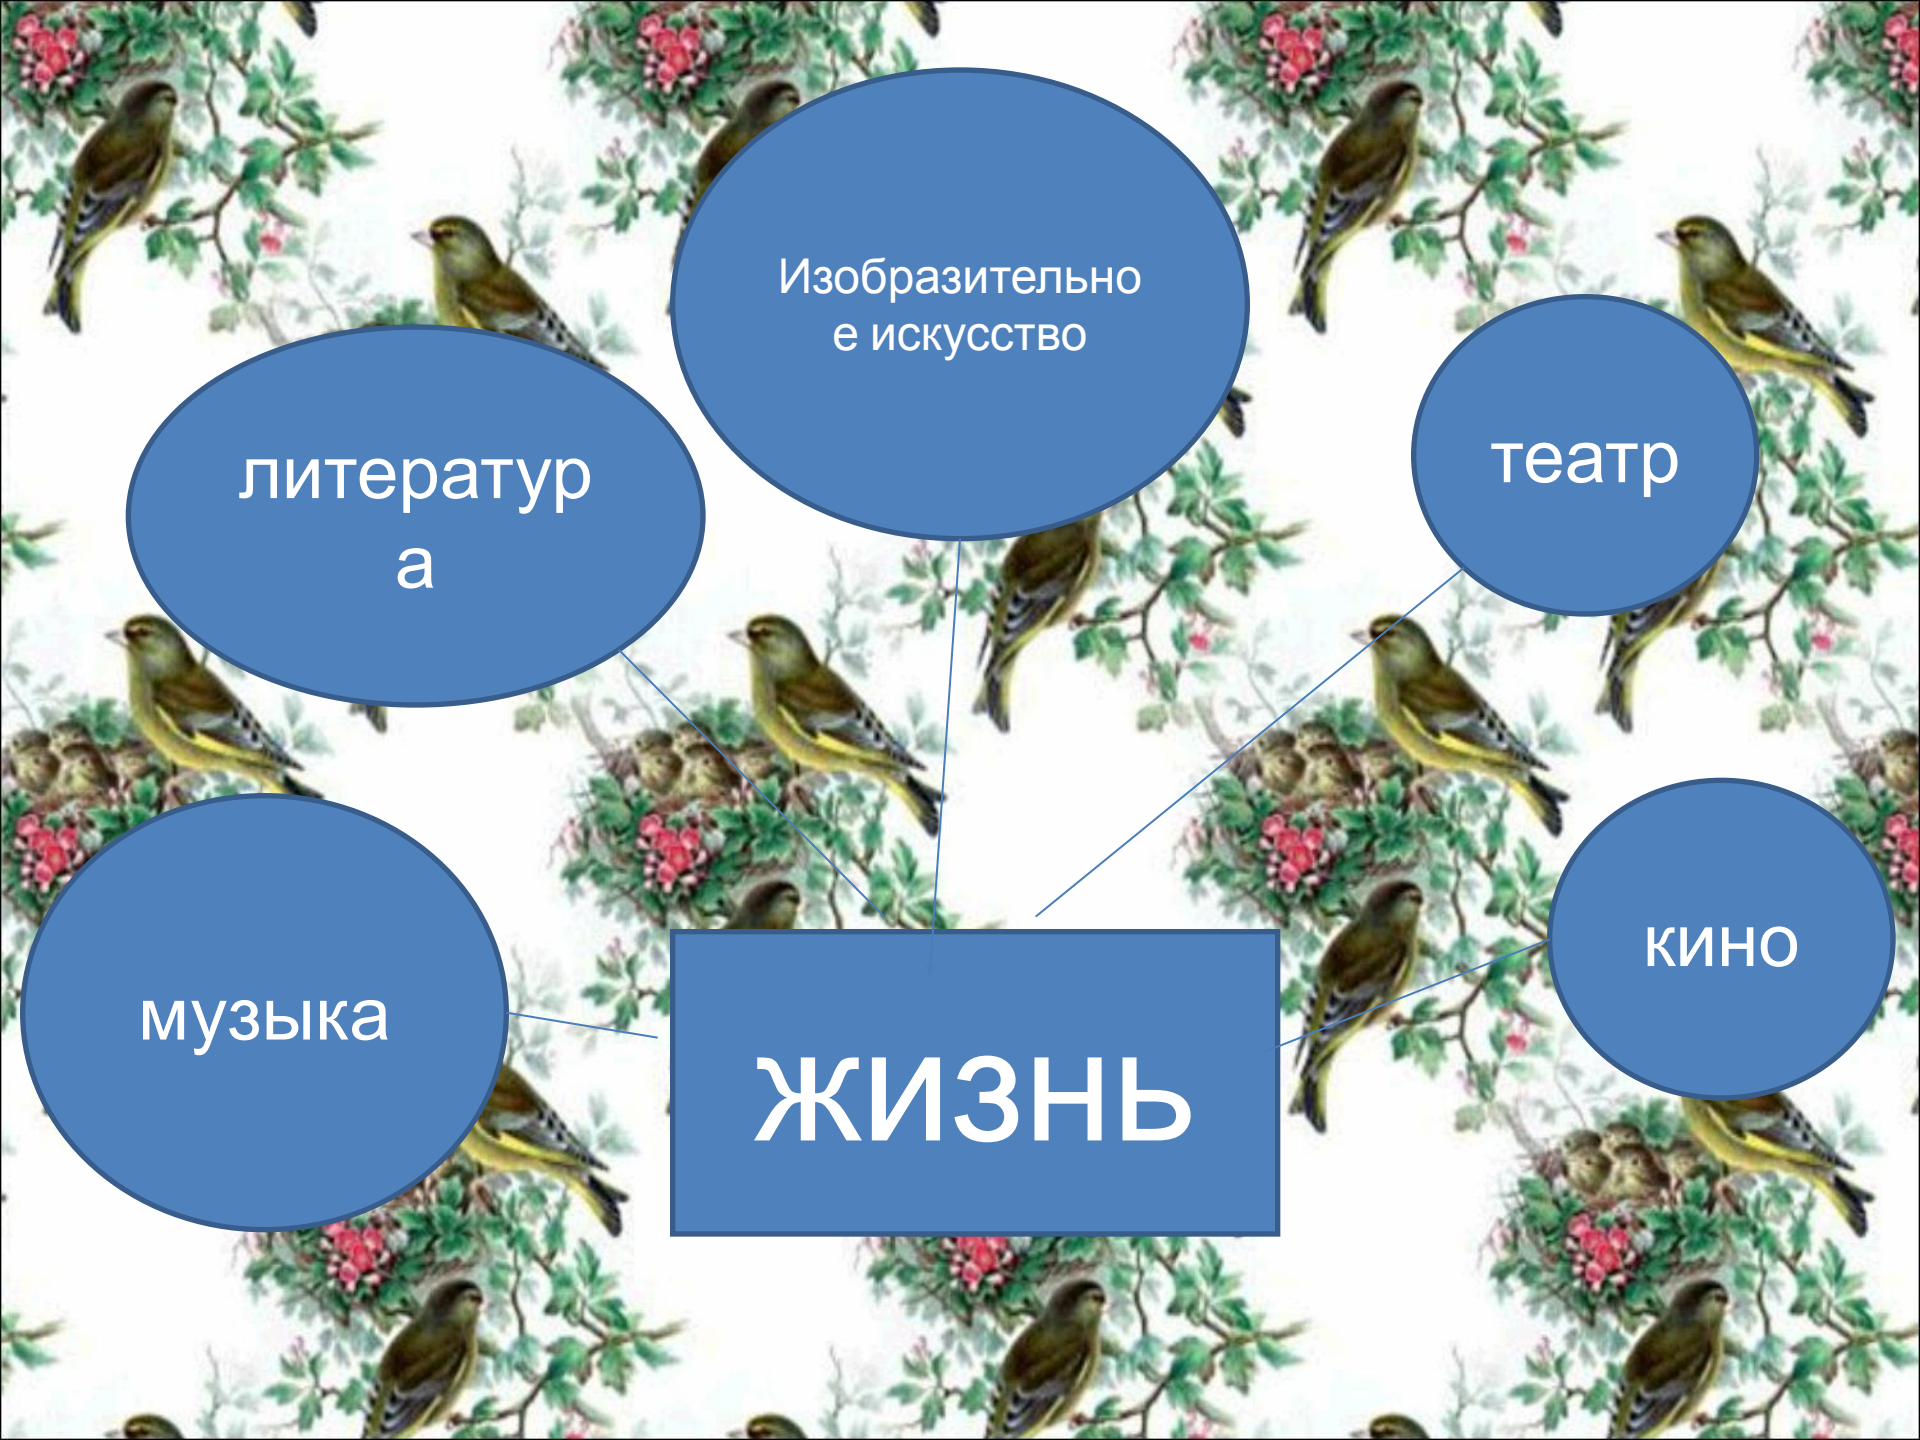 Изобразительно
е искусство
литератур
а
театр
кино
музыка
жизнь